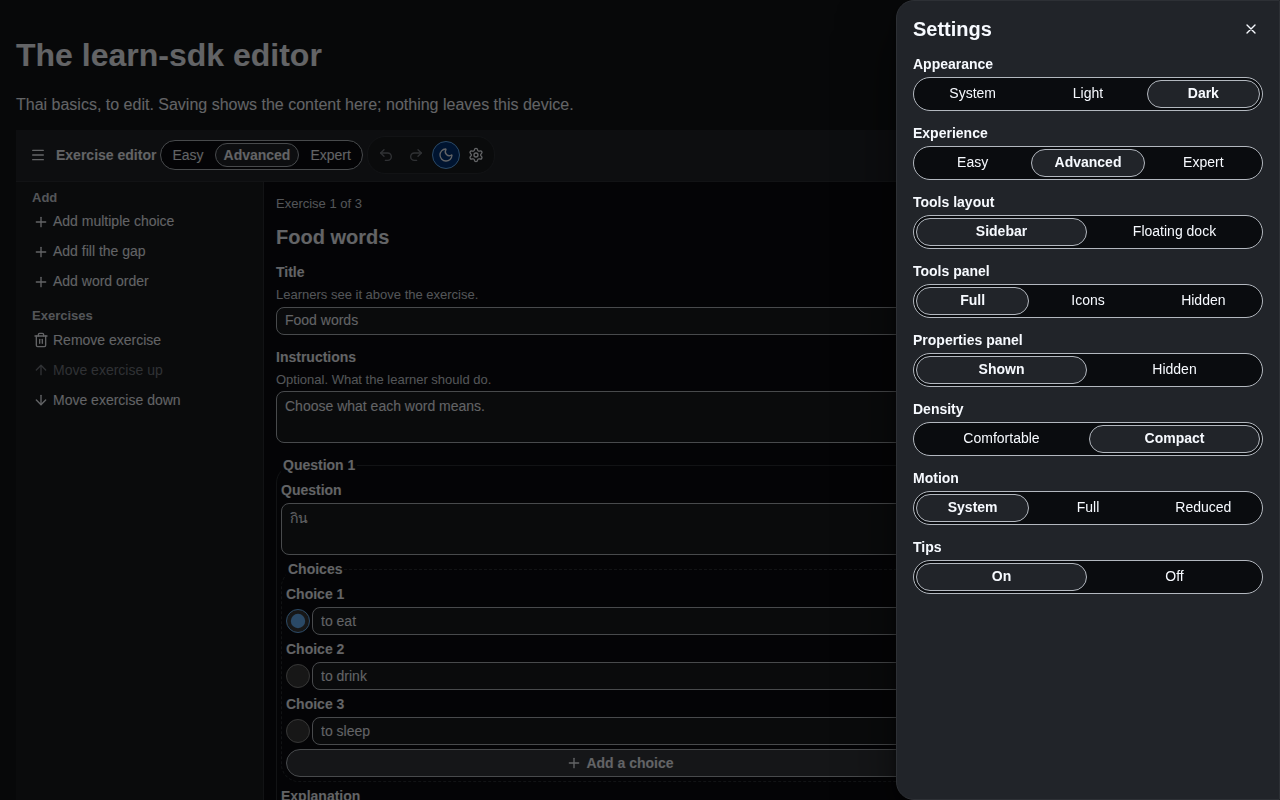 The learn-sdk editor
Thai basics, to edit. Saving shows the content here; nothing leaves this device.
Exercise editor
Easy
Advanced
Expert
Add
Add multiple choice
Add fill the gap
Add word order
Exercises
Remove exercise
Move exercise up
Move exercise down
Exercise 1 of 3
Food words
Title
Learners see it above the exercise.
Food words
Instructions
Optional. What the learner should do.
Choose what each word means.
Question 1
Question
กิน
Choices
Choice 1
to eat
Choice 2
to drink
Choice 3
to sleep
Add a choice
Explanation
Settings
Appearance
System Light Dark
Experience
Easy Advanced Expert
Tools layout
Sidebar Floating dock
Tools panel
Full Icons Hidden
Properties panel
Shown Hidden
Density
Comfortable Compact
Motion
System Full Reduced
Tips
On Off